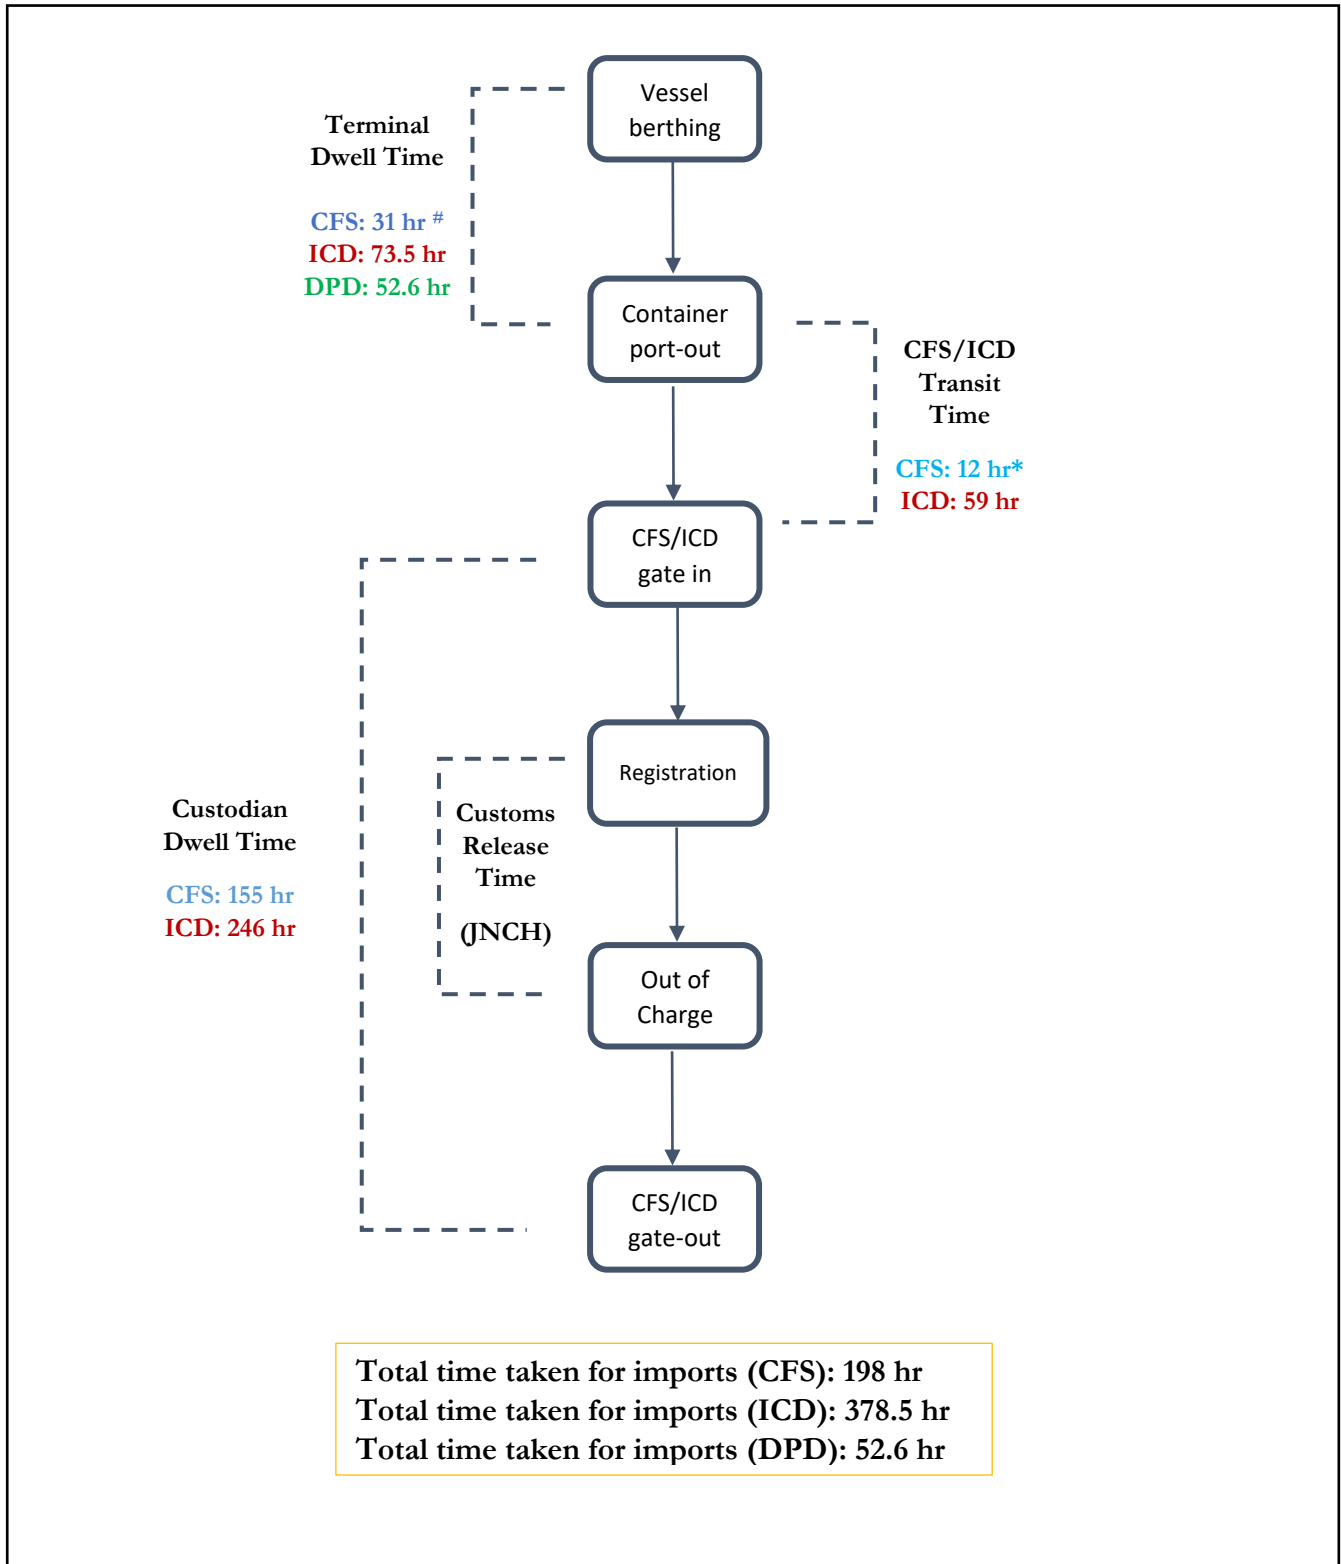 Vessel
berthing
Terminal
Dwell Time
CFS: 31 hr #
ICD: 73.5 hr
DPD: 52.6 hr
Container
port-out
CFS/ICD
Transit
Time
CFS: 12 hr*
ICD: 59 hr
CFS/ICD
gate in
Registration
Custodian
Dwell Time
CFS: 155 hr
ICD: 246 hr
Customs
Release
Time
(JNCH)
Out of
Charge
CFS/ICD
gate-out
Total time taken for imports (CFS): 198 hr
Total time taken for imports (ICD): 378.5 hr
Total time taken for imports (DPD): 52.6 hr